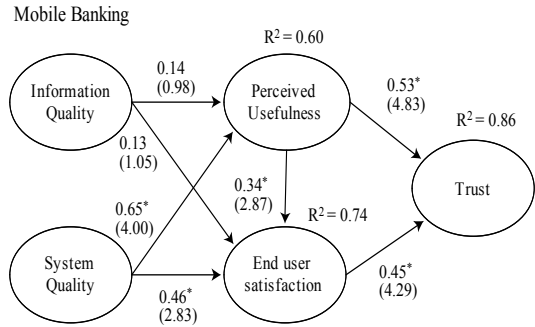 Mobile Banking
R² = 0.60
0.14
(0.98)
Information
Quality
Perceived
Usefulness
0.53*
(4.83)
R² = 0.86
0.13
(1.05)
Trust
0.34*
(2.87)
0.65*
(4.00)
R² = 0.74
System
Quality
End user
satisfaction
0.45*
(4.29)
0.46*
(2.83)